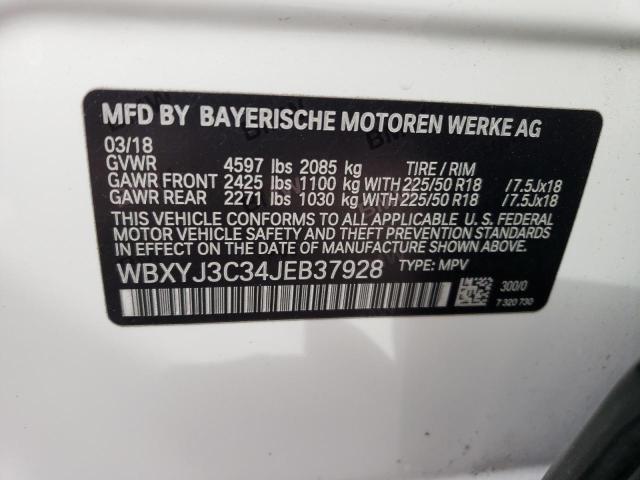 MFD BY BAYERISCHE MOTOREN WERKE AG
03/18
GVWR 4597 lbs 2085 kg TIRE / RIM
GAWR FRONT 2425 lbs 1100 kg WITH 225/50 R18 /7.5Jx18
GAWR REAR 2271 lbs 1030 kg WITH 225/50 R18 /7.5Jx18
THIS VEHICLE CONFORMS TO ALL APPLICABLE U. S. FEDERAL
MOTOR VEHICLE SAFETY AND THEFT PREVENTION STANDARDS
IN EFFECT ON THE DATE OF MANUFACTURE SHOWN ABOVE.
WBXYJ3C34JEB37928 TYPE: MPV
300/0
7 320 730